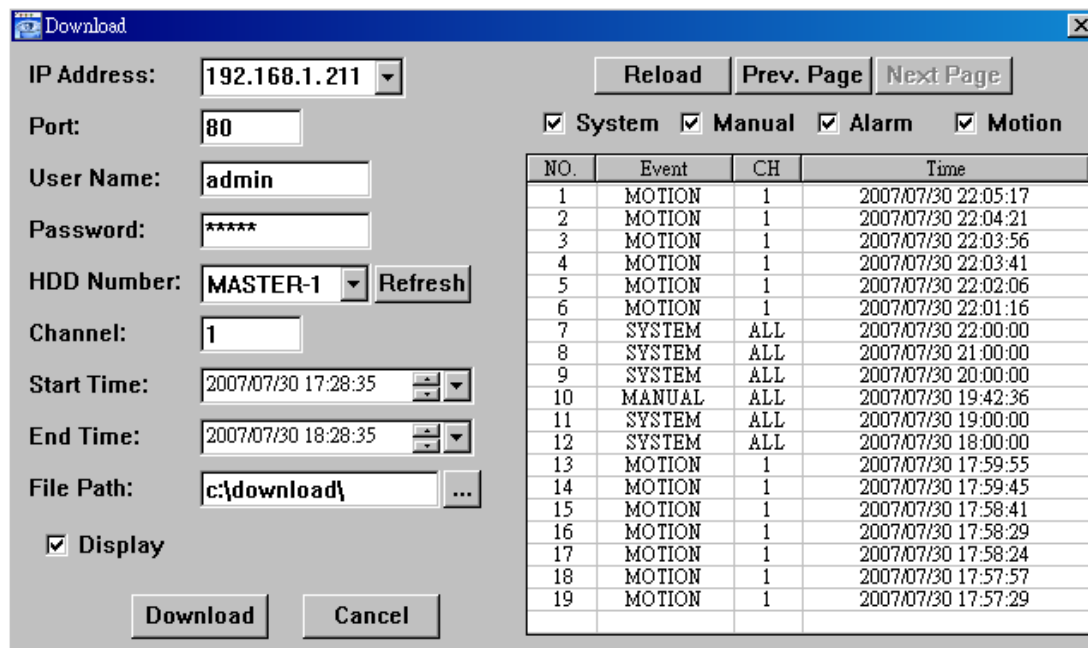 Download
IP Address: 192.168.1.211
Port: 80
User Name: admin
Password: *****
HDD Number: MASTER-1 Refresh
Channel: 1
Start Time: 2007/07/30 17:28:35
End Time: 2007/07/30 18:28:35
File Path: c:\download\ ...
Display
Download Cancel
Reload Prev. Page Next Page
System Manual Alarm Motion
NO. Event CH Time
1 MOTION 1 2007/07/30 22:05:17
2 MOTION 1 2007/07/30 22:04:21
3 MOTION 1 2007/07/30 22:03:56
4 MOTION 1 2007/07/30 22:03:41
5 MOTION 1 2007/07/30 22:02:06
6 MOTION 1 2007/07/30 22:01:16
7 SYSTEM ALL 2007/07/30 22:00:00
8 SYSTEM ALL 2007/07/30 21:00:00
9 SYSTEM ALL 2007/07/30 20:00:00
10 MANUAL ALL 2007/07/30 19:42:36
11 SYSTEM ALL 2007/07/30 19:00:00
12 SYSTEM ALL 2007/07/30 18:00:00
13 MOTION 1 2007/07/30 17:59:55
14 MOTION 1 2007/07/30 17:59:45
15 MOTION 1 2007/07/30 17:58:41
16 MOTION 1 2007/07/30 17:58:29
17 MOTION 1 2007/07/30 17:58:24
18 MOTION 1 2007/07/30 17:57:57
19 MOTION 1 2007/07/30 17:57:29